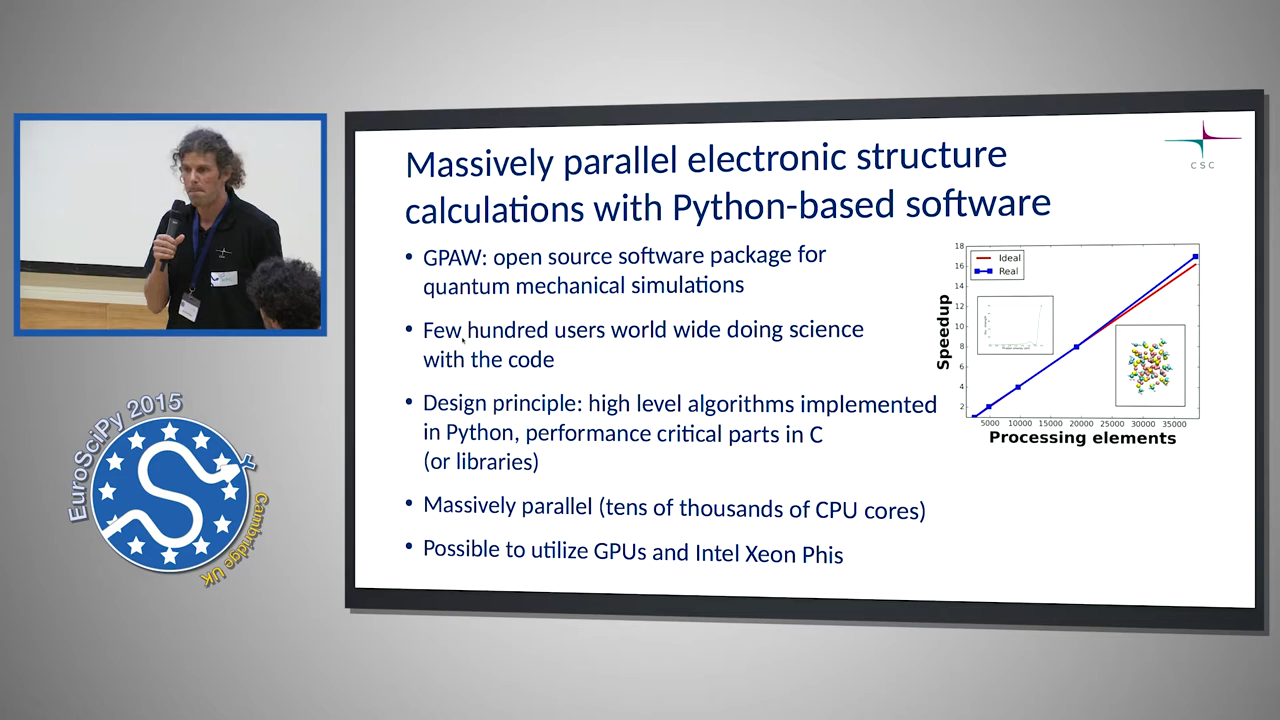 Massively parallel electronic structure
calculations with Python-based software
CSC
• GPAW: open source software package for
quantum mechanical simulations
• Few hundred users world wide doing science
with the code
• Design principle: high level algorithms implemented
in Python, performance critical parts in C
(or libraries)
• Massively parallel (tens of thousands of CPU cores)
• Possible to utilize GPUs and Intel Xeon Phis
Ideal
Real
Speedup
18
16
14
12
10
8
6
4
2
5000 10000 15000 20000 25000 30000 35000
Processing elements
EuroSciPy 2015
Cambridge UK